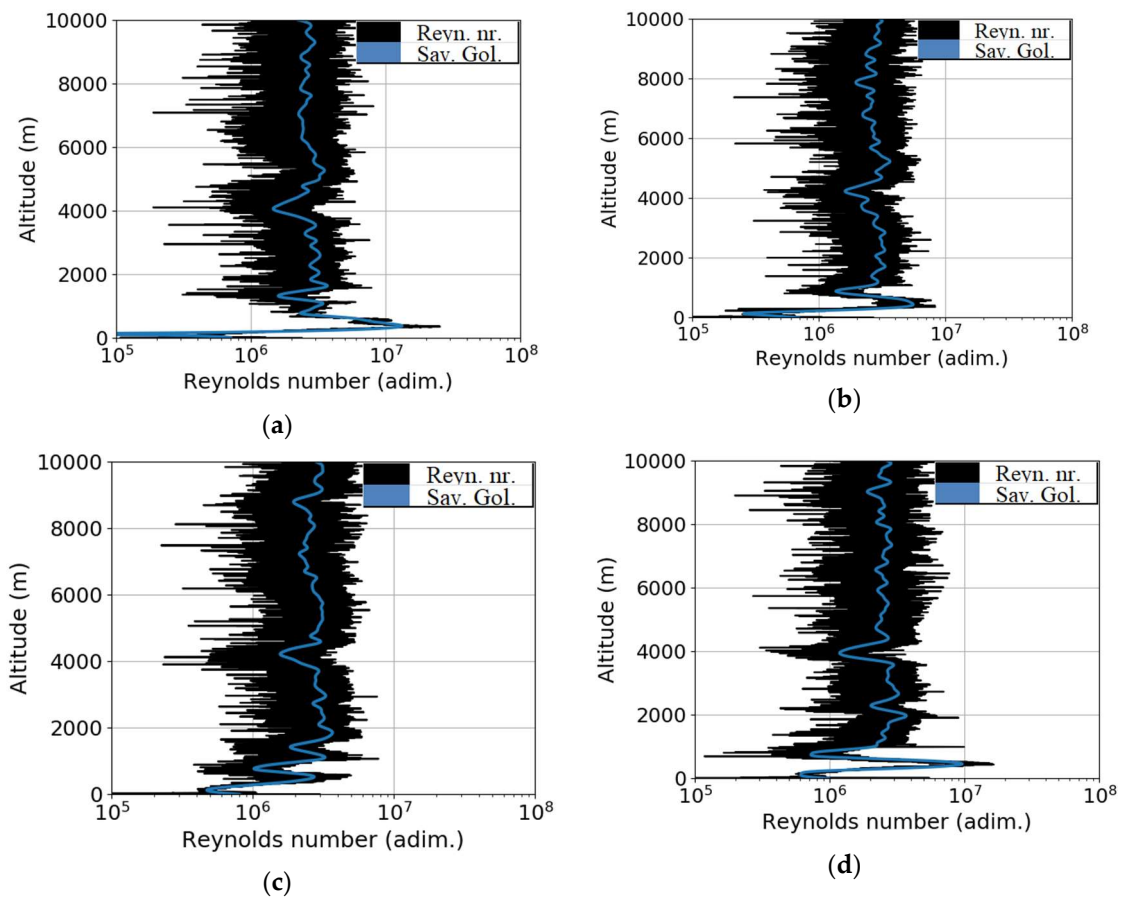 10000
8000
6000
4000
2000
0
Altitude (m)
Reyn. nr.
Sav. Gol.
10^5
10^6
10^7
10^8
Reynolds number (adim.)
(a)
10000
8000
6000
4000
2000
0
Altitude (m)
Reyn. nr.
Sav. Gol.
10^5
10^6
10^7
10^8
Reynolds number (adim.)
(b)
10000
8000
6000
4000
2000
0
Altitude (m)
Reyn. nr.
Sav. Gol.
10^5
10^6
10^7
10^8
Reynolds number (adim.)
(c)
10000
8000
6000
4000
2000
0
Altitude (m)
Reyn. nr.
Sav. Gol.
10^5
10^6
10^7
10^8
Reynolds number (adim.)
(d)